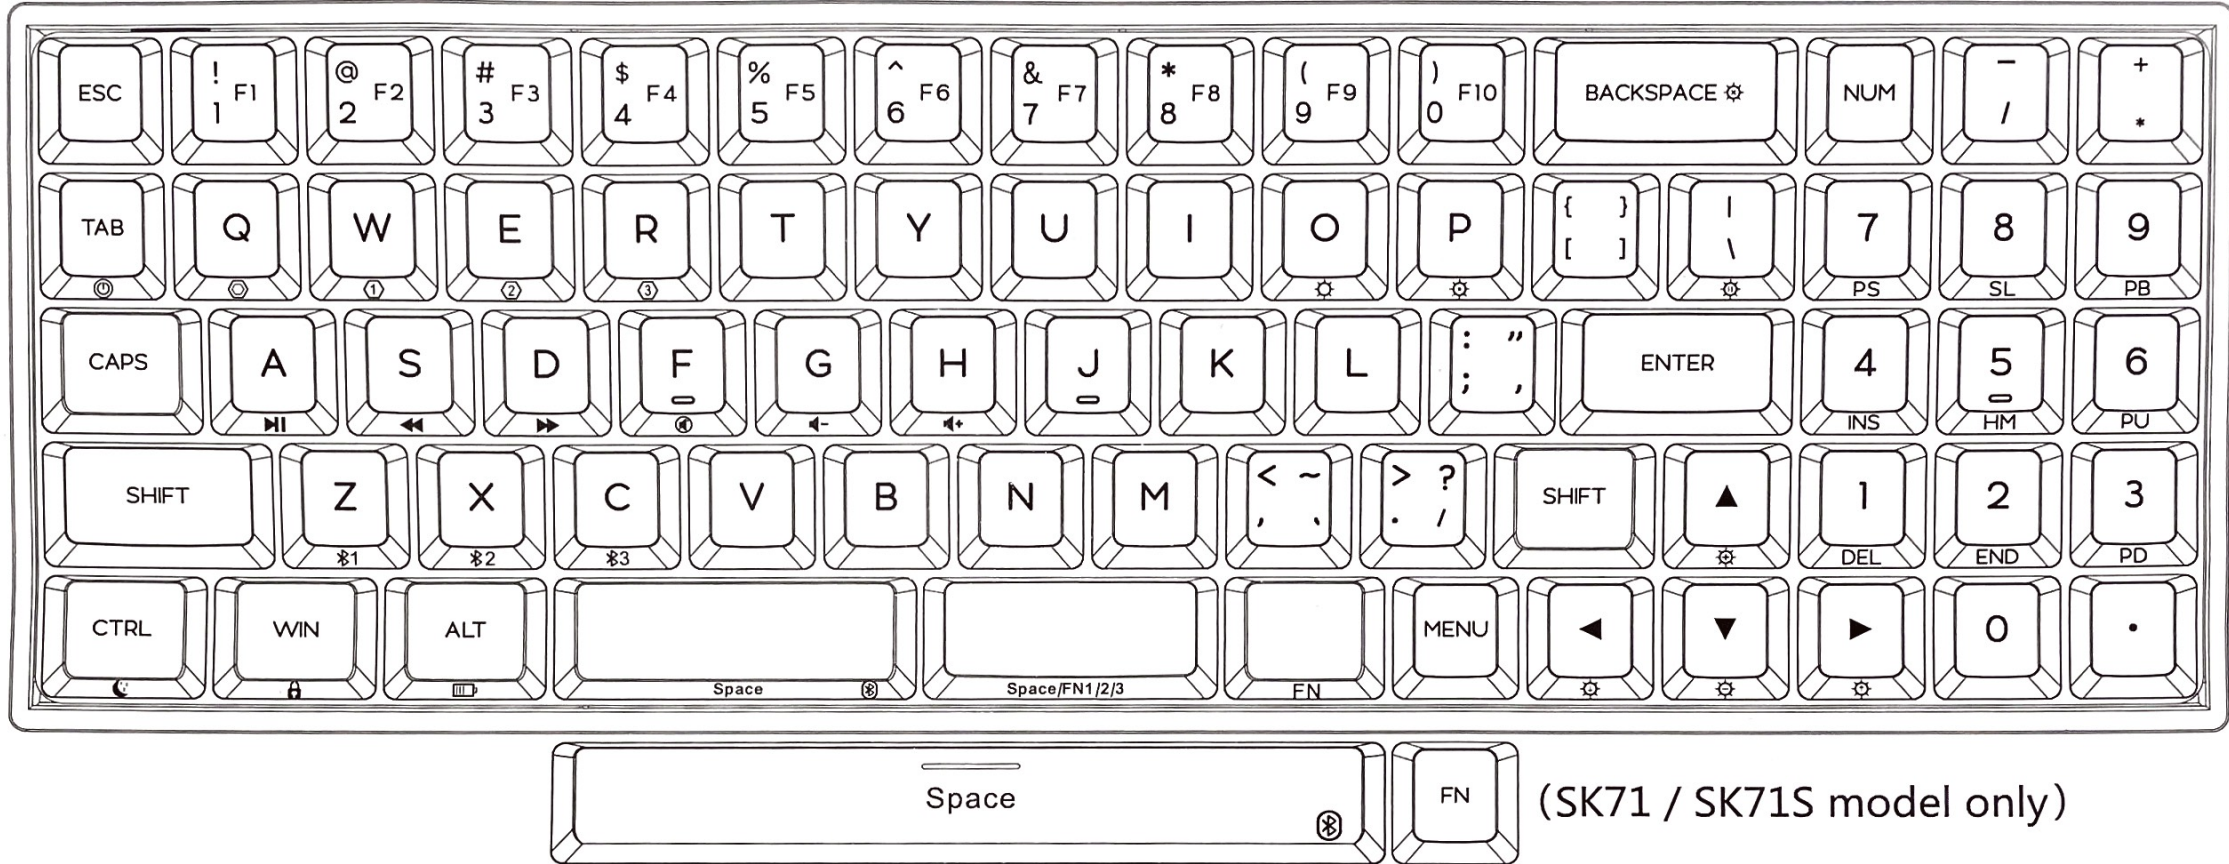 ESC ! 1 F1 @ 2 F2 # 3 F3 $ 4 F4 % 5 F5 ^ 6 F6 & 7 F7 * 8 F8 ( 9 F9 ) 0 F10 BACKSPACE NUM − / + *
TAB Q W E R T Y U I O P { } [ ] | \ 7 8 9
1 2 3 PS SL PB
CAPS A S D F G H J K L : " ; , ENTER 4 5 6
INS HM PU
SHIFT Z X C V B N M < ~ , ` > ? . / SHIFT ▲ 1 2 3
1 2 3 DEL END PD
CTRL WIN ALT MENU ◀ ▼ ▶ 0 .
Space Space/FN1/2/3 FN
Space FN (SK71 / SK71S model only)